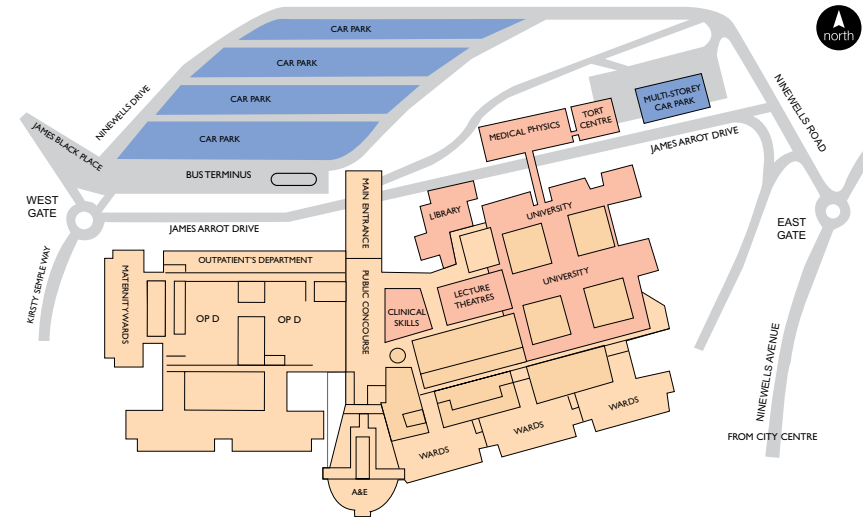 CAR PARK
north
CAR PARK
CAR PARK
CAR PARK
NINEWELLS DRIVE
JAMES BLACK PLACE
BUS TERMINUS
WEST
GATE
JAMES ARROT DRIVE
KIRSTY SEMPLE WAY
MULTI-STOREY
CAR PARK
TORT
CENTRE
MEDICAL PHYSICS
JAMES ARROT DRIVE
NINEWELLS ROAD
EAST
GATE
NINEWELLS AVENUE
FROM CITY CENTRE
MAIN ENTRANCE
LIBRARY
UNIVERSITY
UNIVERSITY
LECTURE
THEATRES
CLINICAL
SKILLS
PUBLIC CONCOURSE
OUTPATIENT'S DEPARTMENT
MATERNITY WARDS
OP D
OP D
WARDS
WARDS
WARDS
A&E